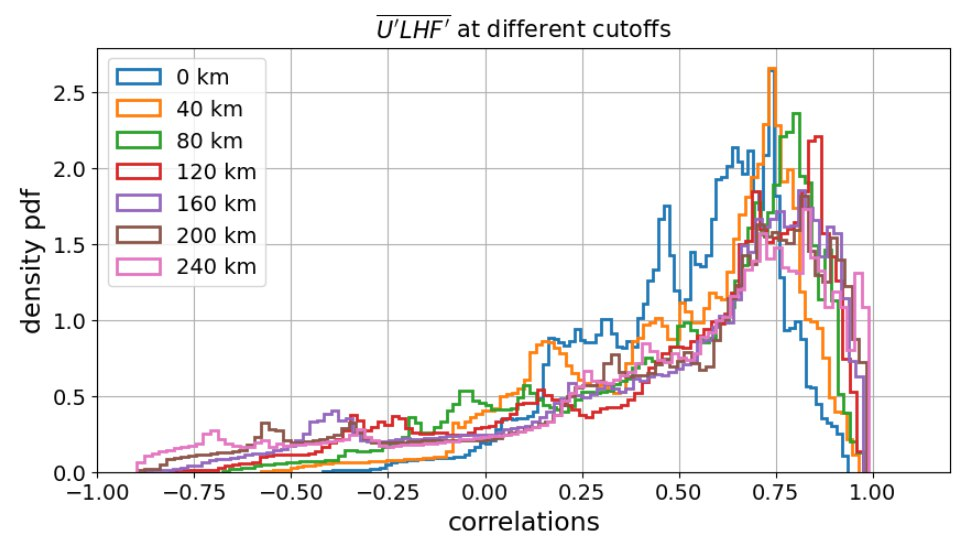 U′LHF′ at different cutoffs
0 km
40 km
80 km
120 km
160 km
200 km
240 km
density pdf
2.5
2.0
1.5
1.0
0.5
0.0
−1.00 −0.75 −0.50 −0.25 0.00 0.25 0.50 0.75 1.00
correlations